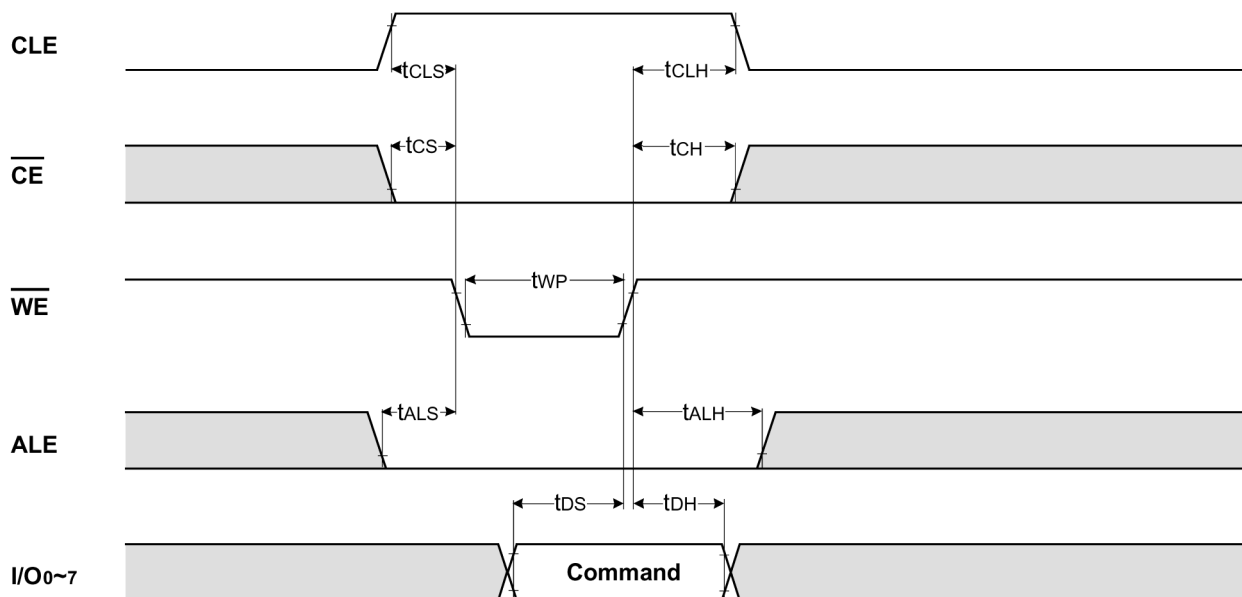 CLE
tCLS
tCLH
CE
tCS
tCH
WE
tWP
ALE
tALS
tALH
tDS
tDH
I/O0~7
Command